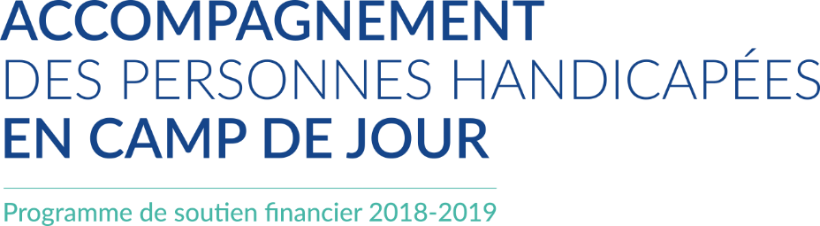 ACCOMPAGNEMENT
DES PERSONNES HANDICAPÉES
EN CAMP DE JOUR
Programme de soutien financier 2018-2019